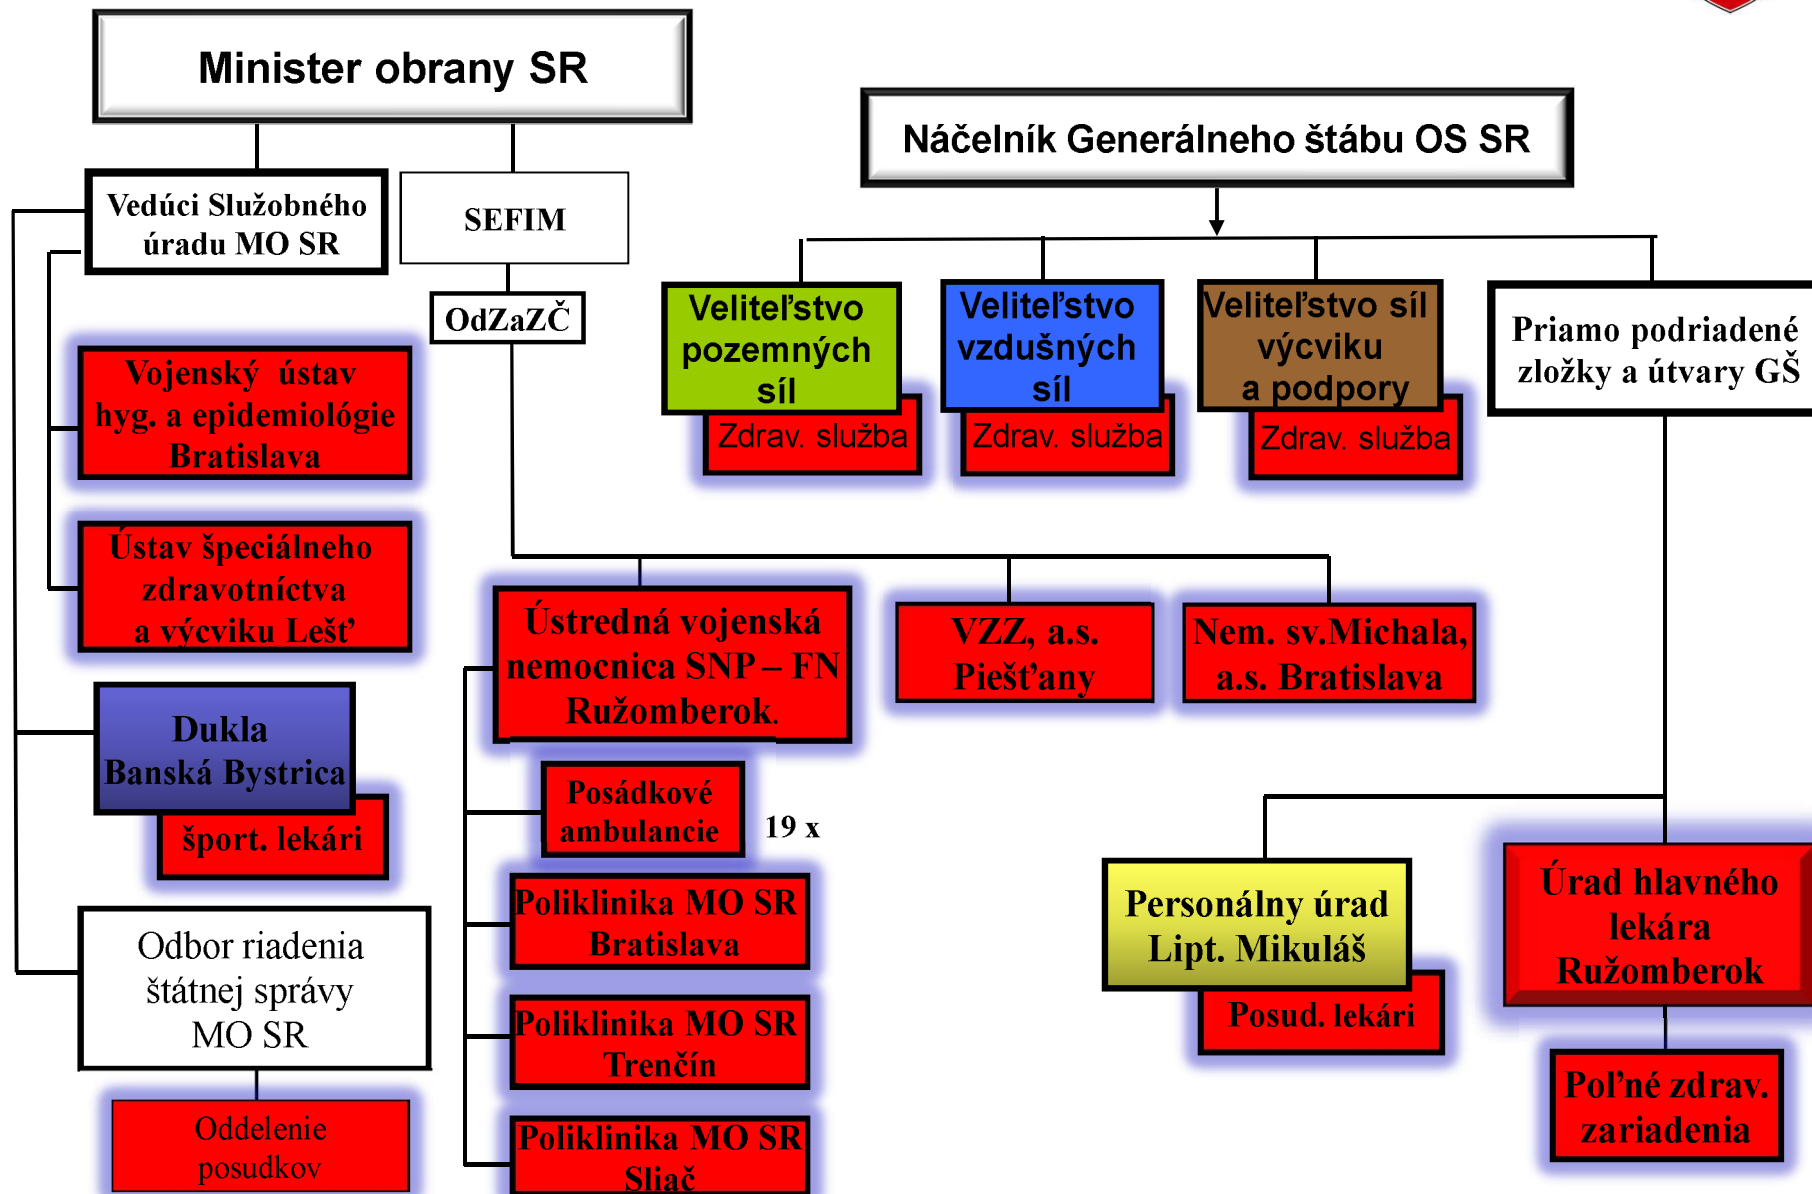 Minister obrany SR
Náčelník Generálneho štábu OS SR
Vedúci Služobného
úradu MO SR
SEFIM
OdZaZČ
Veliteľstvo
pozemných
síl
Zdrav. služba
Veliteľstvo
vzdušných
síl
Zdrav. služba
Veliteľstvo síl
výcviku
a podpory
Zdrav. služba
Priamo podriadené
zložky a útvary GŠ
Vojenský ústav
hyg. a epidemiológie
Bratislava
Ústav špeciálneho
zdravotníctva
a výcviku Lešť
Dukla
Banská Bystrica
šport. lekári
Odbor riadenia
štátnej správy
MO SR
Oddelenie
posudkov
Ústredná vojenská
nemocnica SNP – FN
Ružomberok.
VZZ, a.s.
Piešťany
Nem. sv.Michala,
a.s. Bratislava
Posádkové
ambulancie
19 x
Poliklinika MO SR
Bratislava
Poliklinika MO SR
Trenčín
Poliklinika MO SR
Sliač
Personálny úrad
Lipt. Mikuláš
Posud. lekári
Úrad hlavného
lekára
Ružomberok
Poľné zdrav.
zariadenia